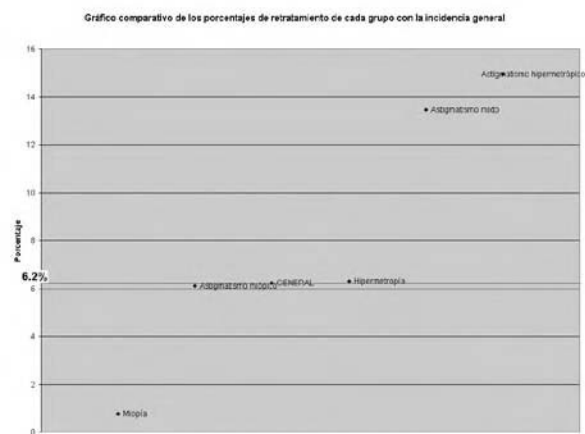 Gráfico comparativo de los porcentajes de retratamiento de cada grupo con la incidencia general
16
Astigmatismo hipermetrópico
14
Astigmatismo mixto
12
10
8
Porcentaje
6.2%
Astigmatismo miópico
GENERAL
Hipermetropía
6
4
2
Miopía
0